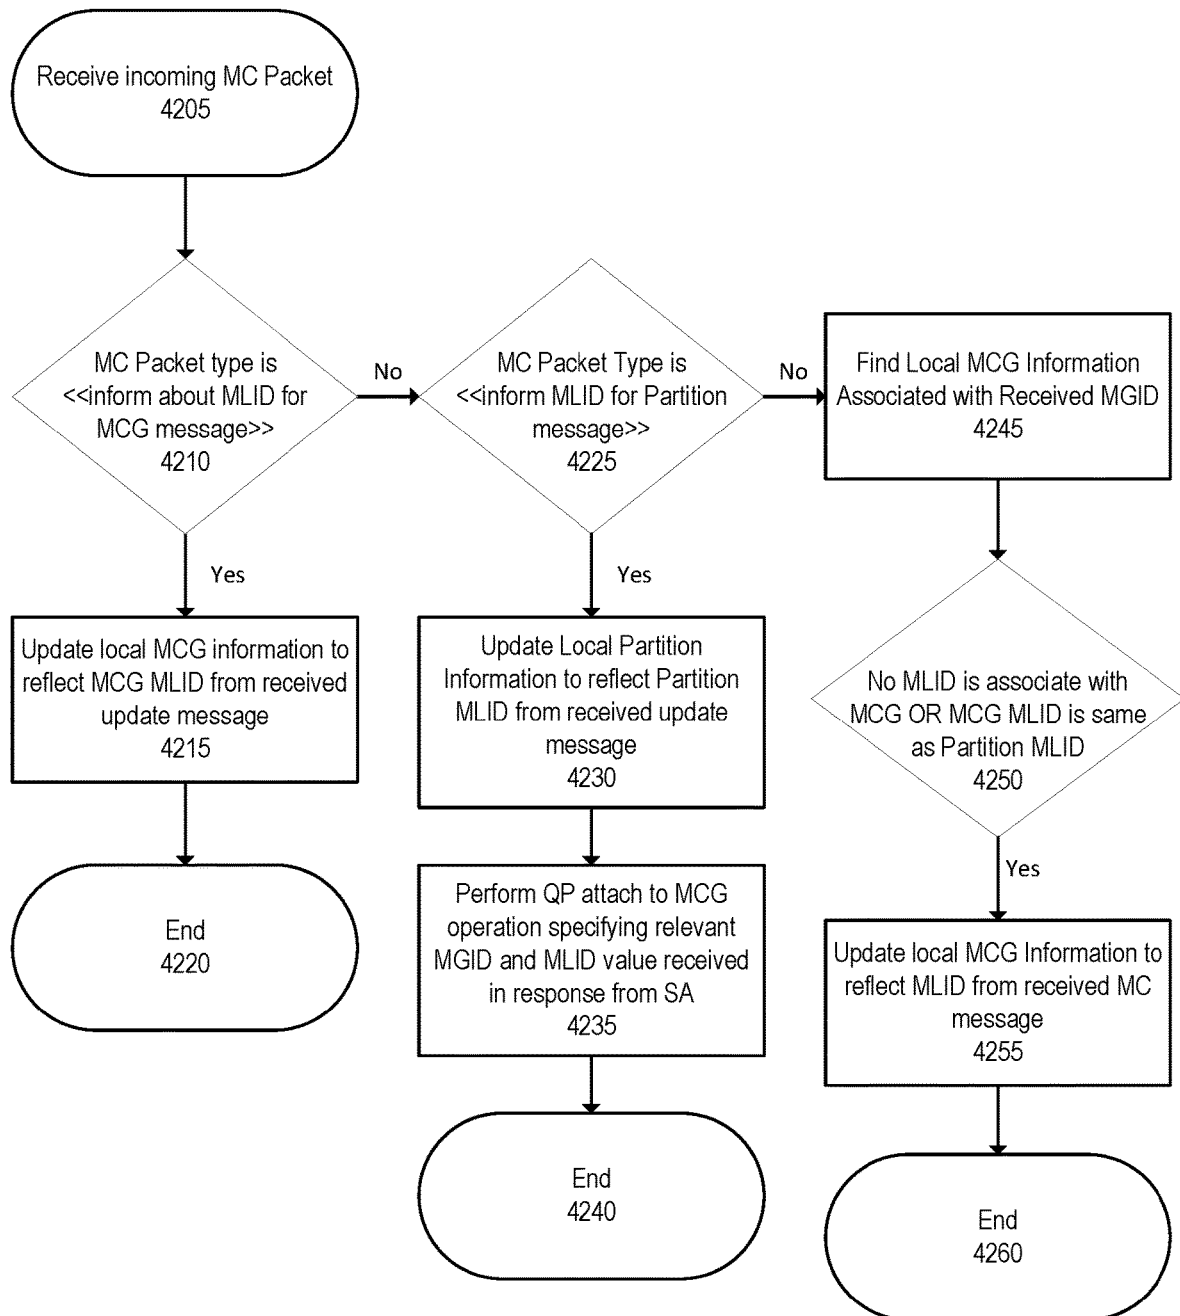 Receive incoming MC Packet
4205
MC Packet type is
<<inform about MLID for
MCG message>>
4210
No
MC Packet Type is
<<inform MLID for Partition
message>>
4225
No
Find Local MCG Information
Associated with Received MGID
4245
Yes
Update local MCG information to
reflect MCG MLID from received
update message
4215
Yes
Update Local Partition
Information to reflect Partition
MLID from received update
message
4230
No MLID is associate with
MCG OR MCG MLID is same
as Partition MLID
4250
End
4220
Perform QP attach to MCG
operation specifying relevant
MGID and MLID value received
in response from SA
4235
Yes
Update local MCG Information to
reflect MLID from received MC
message
4255
End
4240
End
4260